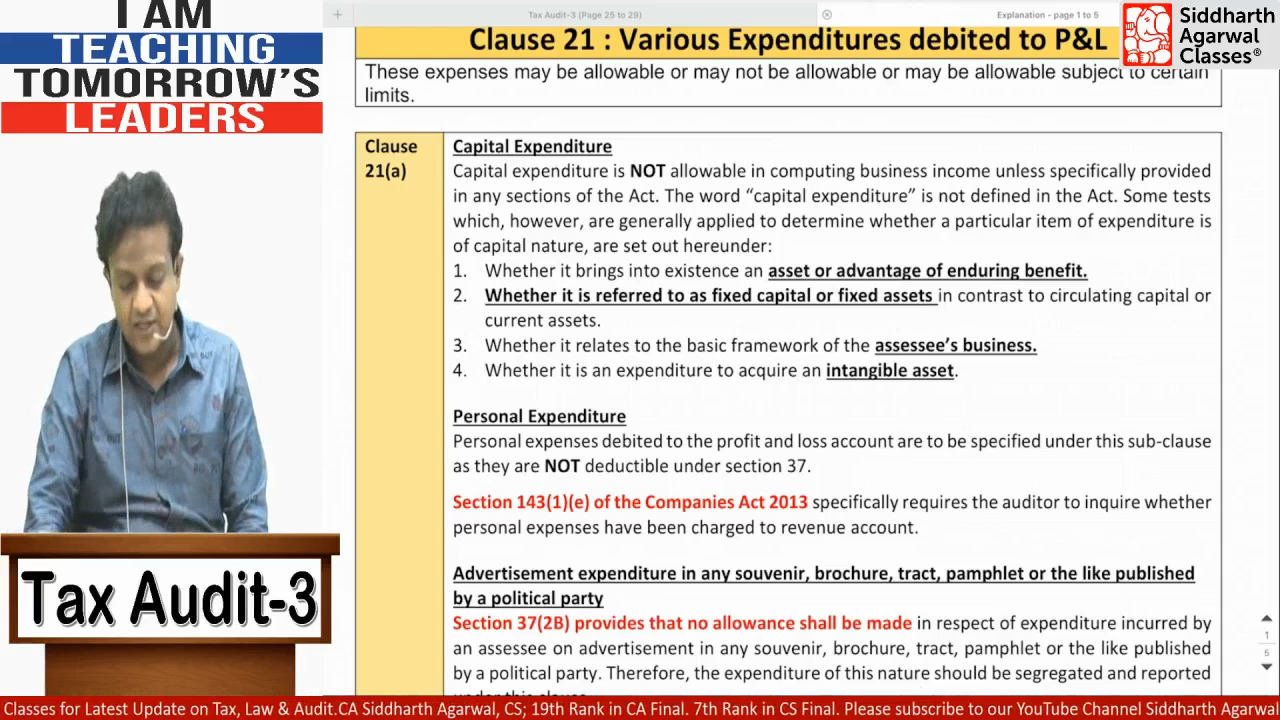 I AM
TEACHING
TOMORROW'S
LEADERS
Tax Audit-3 (Page 25 to 29)
Explanation - page 1 to 5
Siddharth
Agarwal
Classes®
Clause 21 : Various Expenditures debited to P&L
These expenses may be allowable or may not be allowable or may be allowable subject to certain
limits.
Clause
21(a)
Capital Expenditure
Capital expenditure is NOT allowable in computing business income unless specifically provided
in any sections of the Act. The word “capital expenditure” is not defined in the Act. Some tests
which, however, are generally applied to determine whether a particular item of expenditure is
of capital nature, are set out hereunder:
1. Whether it brings into existence an asset or advantage of enduring benefit.
2. Whether it is referred to as fixed capital or fixed assets in contrast to circulating capital or
current assets.
3. Whether it relates to the basic framework of the assessee’s business.
4. Whether it is an expenditure to acquire an intangible asset.
Personal Expenditure
Personal expenses debited to the profit and loss account are to be specified under this sub-clause
as they are NOT deductible under section 37.
Section 143(1)(e) of the Companies Act 2013 specifically requires the auditor to inquire whether
personal expenses have been charged to revenue account.
Advertisement expenditure in any souvenir, brochure, tract, pamphlet or the like published
by a political party
Section 37(2B) provides that no allowance shall be made in respect of expenditure incurred by
an assessee on advertisement in any souvenir, brochure, tract, pamphlet or the like published
by a political party. Therefore, the expenditure of this nature should be segregated and reported
under this clause
1
5
Tax Audit-3
Classes for Latest Update on Tax, Law & Audit.CA Siddharth Agarwal, CS; 19th Rank in CA Final. 7th Rank in CS Final. Please subscribe to our YouTube Channel Siddharth Agarwal